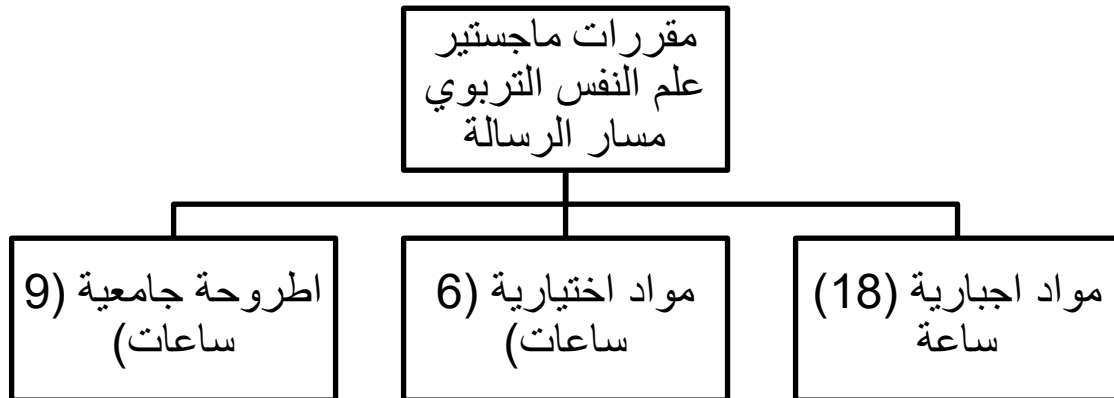 مقررات ماجستير
علم النفس التربوي
مسار الرسالة
مواد اجبارية (18)
ساعة
مواد اختيارية (6
ساعات)
اطروحة جامعية (9
ساعات)